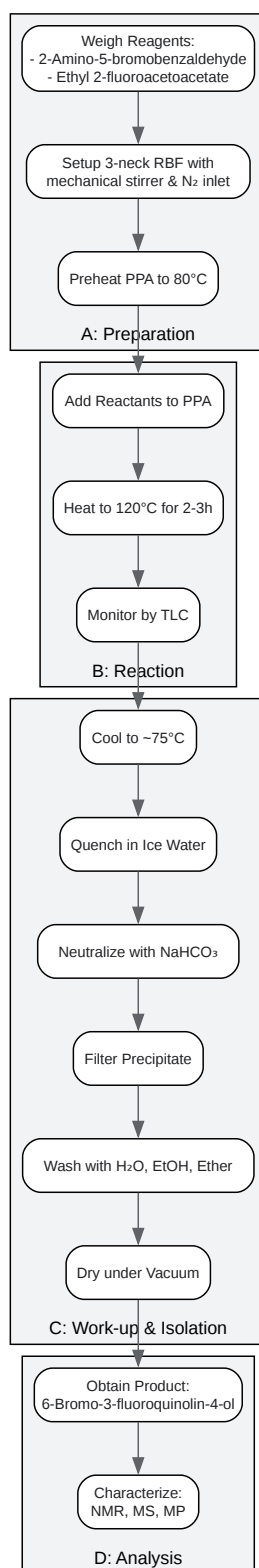 Weigh Reagents:
- 2-Amino-5-bromobenzaldehyde
- Ethyl 2-fluoroacetoacetate
Setup 3-neck RBF with
mechanical stirrer & N₂ inlet
Preheat PPA to 80°C
A: Preparation
Add Reactants to PPA
Heat to 120°C for 2-3h
Monitor by TLC
B: Reaction
Cool to ~75°C
Quench in Ice Water
Neutralize with NaHCO₃
Filter Precipitate
Wash with H₂O, EtOH, Ether
Dry under Vacuum
C: Work-up & Isolation
Obtain Product:
6-Bromo-3-fluoroquinolin-4-ol
Characterize:
NMR, MS, MP
D: Analysis